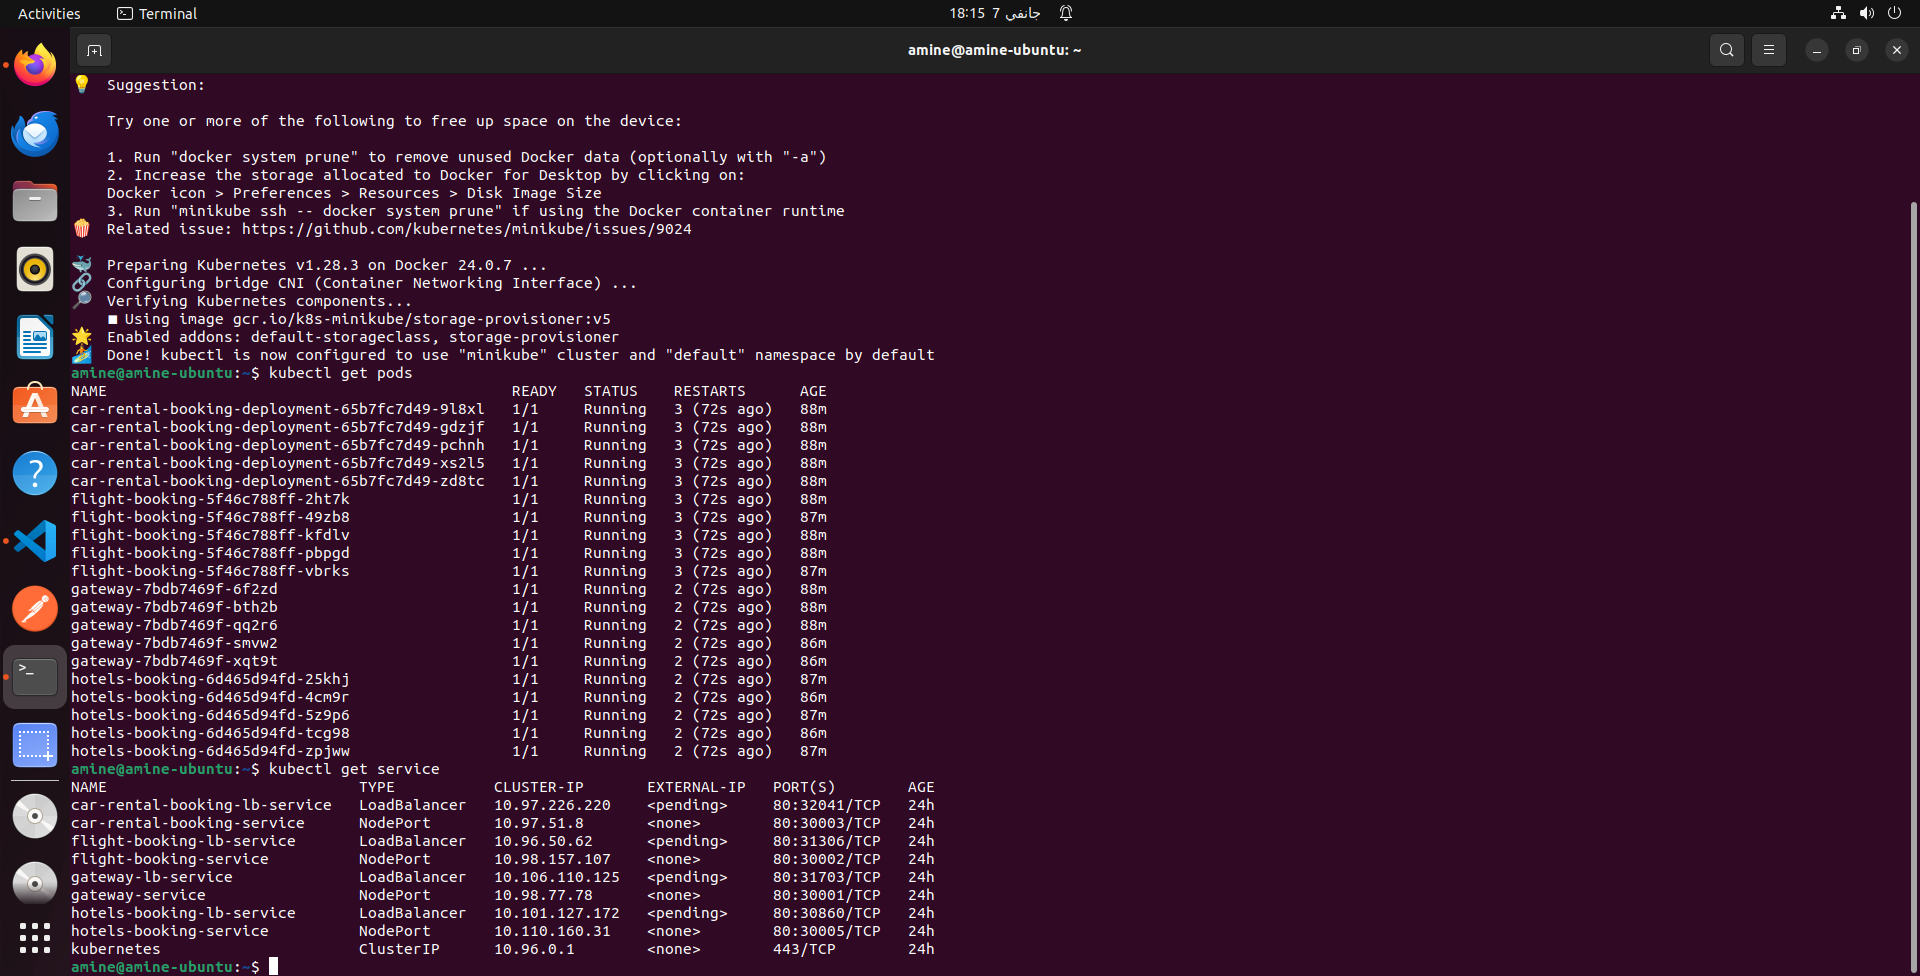 Activities
Terminal
18:15 7 جانفي
amine@amine-ubuntu: ~
Suggestion:
Try one or more of the following to free up space on the device:
1. Run "docker system prune" to remove unused Docker data (optionally with "-a")
2. Increase the storage allocated to Docker for Desktop by clicking on:
Docker icon > Preferences > Resources > Disk Image Size
3. Run "minikube ssh -- docker system prune" if using the Docker container runtime
Related issue: https://github.com/kubernetes/minikube/issues/9024
Preparing Kubernetes v1.28.3 on Docker 24.0.7 ...
Configuring bridge CNI (Container Networking Interface) ...
Verifying Kubernetes components...
■ Using image gcr.io/k8s-minikube/storage-provisioner:v5
Enabled addons: default-storageclass, storage-provisioner
Done! kubectl is now configured to use "minikube" cluster and "default" namespace by default
amine@amine-ubuntu:~$ kubectl get pods
NAME READY STATUS RESTARTS AGE
car-rental-booking-deployment-65b7fc7d49-9l8xl 1/1 Running 3 (72s ago) 88m
car-rental-booking-deployment-65b7fc7d49-gdzjf 1/1 Running 3 (72s ago) 88m
car-rental-booking-deployment-65b7fc7d49-pchnh 1/1 Running 3 (72s ago) 88m
car-rental-booking-deployment-65b7fc7d49-xs2l5 1/1 Running 3 (72s ago) 88m
car-rental-booking-deployment-65b7fc7d49-zd8tc 1/1 Running 3 (72s ago) 88m
flight-booking-5f46c788ff-2ht7k 1/1 Running 3 (72s ago) 88m
flight-booking-5f46c788ff-49zb8 1/1 Running 3 (72s ago) 87m
flight-booking-5f46c788ff-kfdlv 1/1 Running 3 (72s ago) 88m
flight-booking-5f46c788ff-pbpgd 1/1 Running 3 (72s ago) 88m
flight-booking-5f46c788ff-vbrks 1/1 Running 3 (72s ago) 87m
gateway-7bdb7469f-6f2zd 1/1 Running 2 (72s ago) 88m
gateway-7bdb7469f-bth2b 1/1 Running 2 (72s ago) 88m
gateway-7bdb7469f-qq2r6 1/1 Running 2 (72s ago) 88m
gateway-7bdb7469f-smvw2 1/1 Running 2 (72s ago) 86m
gateway-7bdb7469f-xqt9t 1/1 Running 2 (72s ago) 86m
hotels-booking-6d465d94fd-25khj 1/1 Running 2 (72s ago) 87m
hotels-booking-6d465d94fd-4cm9r 1/1 Running 2 (72s ago) 86m
hotels-booking-6d465d94fd-5z9p6 1/1 Running 2 (72s ago) 87m
hotels-booking-6d465d94fd-tcg98 1/1 Running 2 (72s ago) 86m
hotels-booking-6d465d94fd-zpjww 1/1 Running 2 (72s ago) 87m
amine@amine-ubuntu:~$ kubectl get service
NAME TYPE CLUSTER-IP EXTERNAL-IP PORT(S) AGE
car-rental-booking-lb-service LoadBalancer 10.97.226.220 <pending> 80:32041/TCP 24h
car-rental-booking-service NodePort 10.97.51.8 <none> 80:30003/TCP 24h
flight-booking-lb-service LoadBalancer 10.96.50.62 <pending> 80:31306/TCP 24h
flight-booking-service NodePort 10.98.157.107 <none> 80:30002/TCP 24h
gateway-lb-service LoadBalancer 10.106.110.125 <pending> 80:31703/TCP 24h
gateway-service NodePort 10.98.77.78 <none> 80:30001/TCP 24h
hotels-booking-lb-service LoadBalancer 10.101.127.172 <pending> 80:30860/TCP 24h
hotels-booking-service NodePort 10.110.160.31 <none> 80:30005/TCP 24h
kubernetes ClusterIP 10.96.0.1 <none> 443/TCP 24h
amine@amine-ubuntu:~$